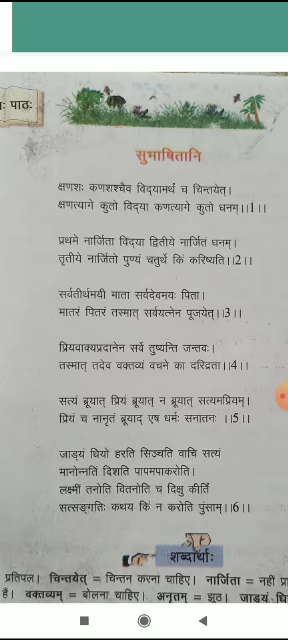 पाठः
सुभाषितानि
क्षणशः कणशश्चैव विद्यामर्थं च चिन्तयेत्।
क्षणत्यागे कुतो विद्या कणत्यागे कुतो धनम्।।1।।
प्रथमे नार्जिता विद्या द्वितीये नार्जितं धनम्।
तृतीये नार्जितो पुण्यं चतुर्थे किं करिष्यति।।2।।
सर्वतीर्थमयी माता सर्वदेवमयः पिता।
मातरं पितरं तस्मात् सर्वयत्नेन पूजयेत्।।3।।
प्रियवाक्यप्रदानेन सर्वे तुष्यन्ति जन्तवः।
तस्मात् तदेव वक्तव्यं वचने का दरिद्रता।।4।।
सत्यं ब्रूयात् प्रियं ब्रूयात् न ब्रूयात् सत्यमप्रियम्।
प्रियं च नानृतं ब्रूयाद् एष धर्मः सनातनः ।।5।।
जाड्यं धियो हरति सिञ्चति वाचि सत्यं
मानोन्नतिं दिशति पापमपाकरोति।
लक्ष्मीं तनोति वितनोति च दिक्षु कीर्तिं
सत्सङ्गतिः कथय किं न करोति पुंसाम्।।6।।
शब्दार्थाः
प्रतिपल। चिन्तयेत् = चिन्तन करना चाहिए। नार्जिता = नहीं
हैं। वक्तव्यम् = बोलना चाहिए। अनृतम् = झूठ। जाड्यं